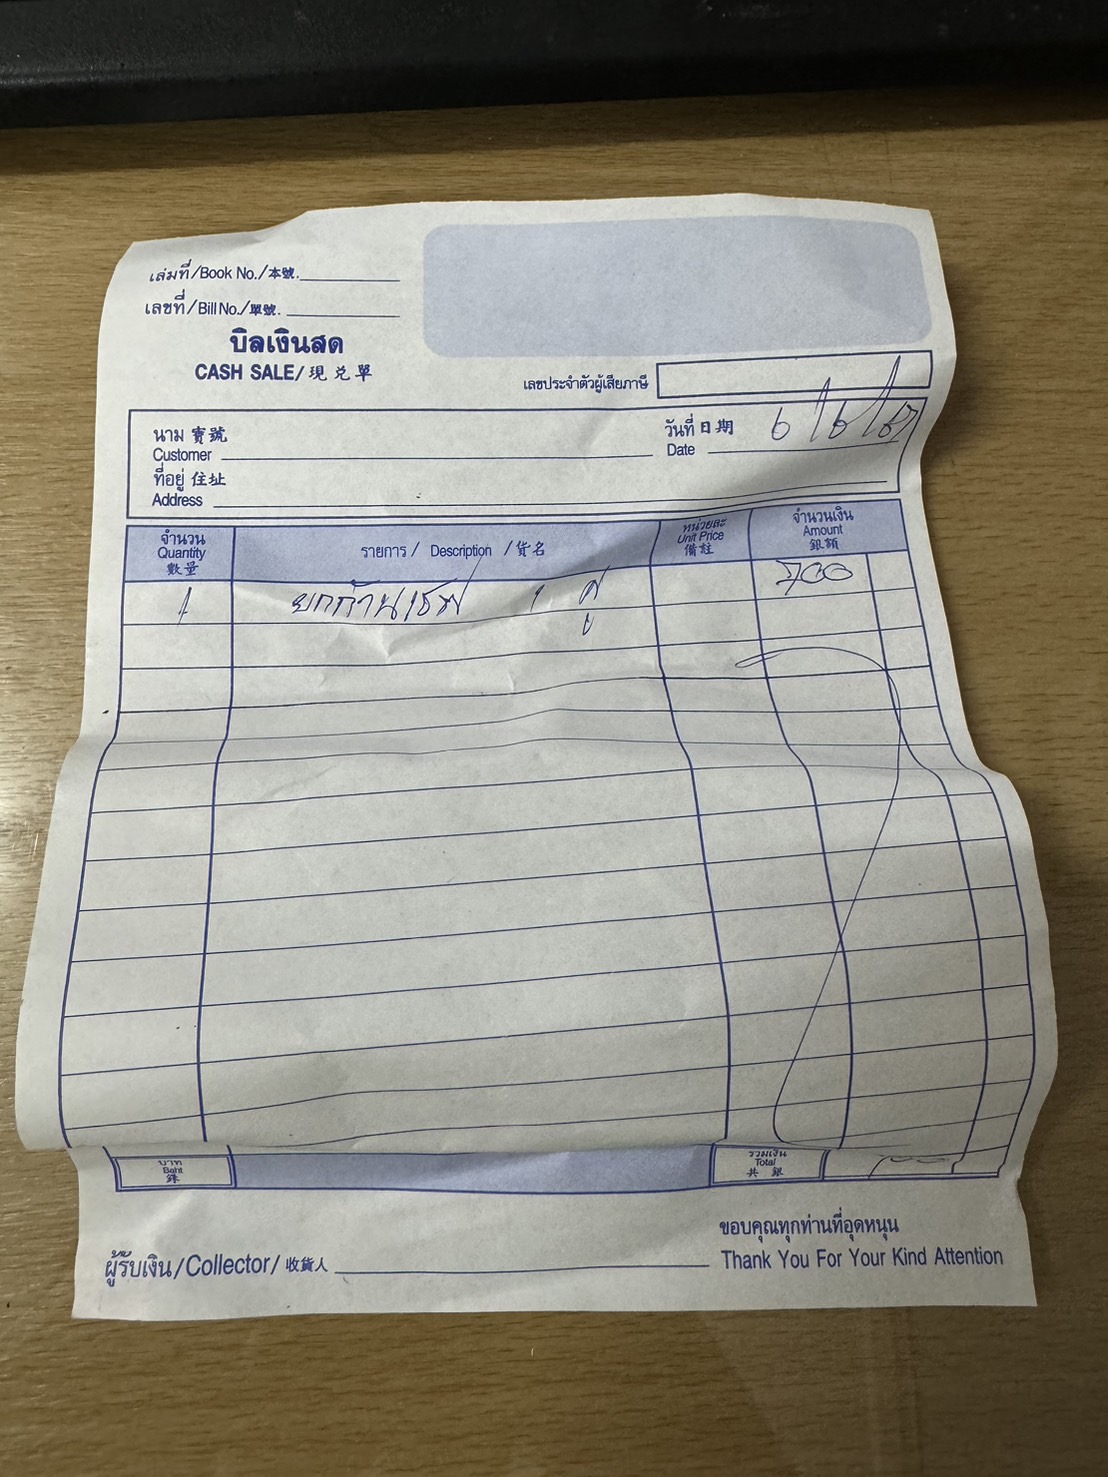 เล่มที่/Book No./本號.
เลขที่/Bill No./單號.
บิลเงินสด
CASH SALE/現兌單
เลขประจำตัวผู้เสียภาษี
นาม 寶號
Customer
วันที่ 日期 6/6/67
Date
ที่อยู่ 住址
Address
จำนวน รายการ / Description / 货名 หน่วยละ จำนวนเงิน
Quantity Unit Price Amount
數量 備註 銀額
1 1 700
บาท รวมเงิน
Baht Total
銖 共銀
ขอบคุณทุกท่านที่อุดหนุน
ผู้รับเงิน/Collector/收貨人 Thank You For Your Kind Attention